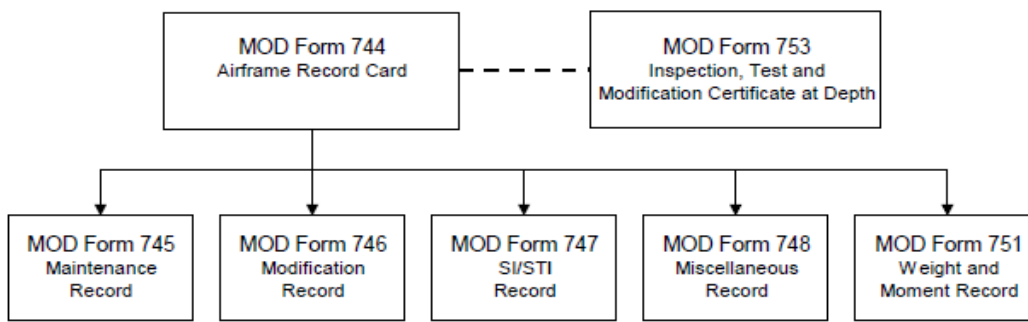 MOD Form 744
Airframe Record Card
MOD Form 753
Inspection, Test and
Modification Certificate at Depth
MOD Form 745
Maintenance
Record
MOD Form 746
Modification
Record
MOD Form 747
SI/STI
Record
MOD Form 748
Miscellaneous
Record
MOD Form 751
Weight and
Moment Record